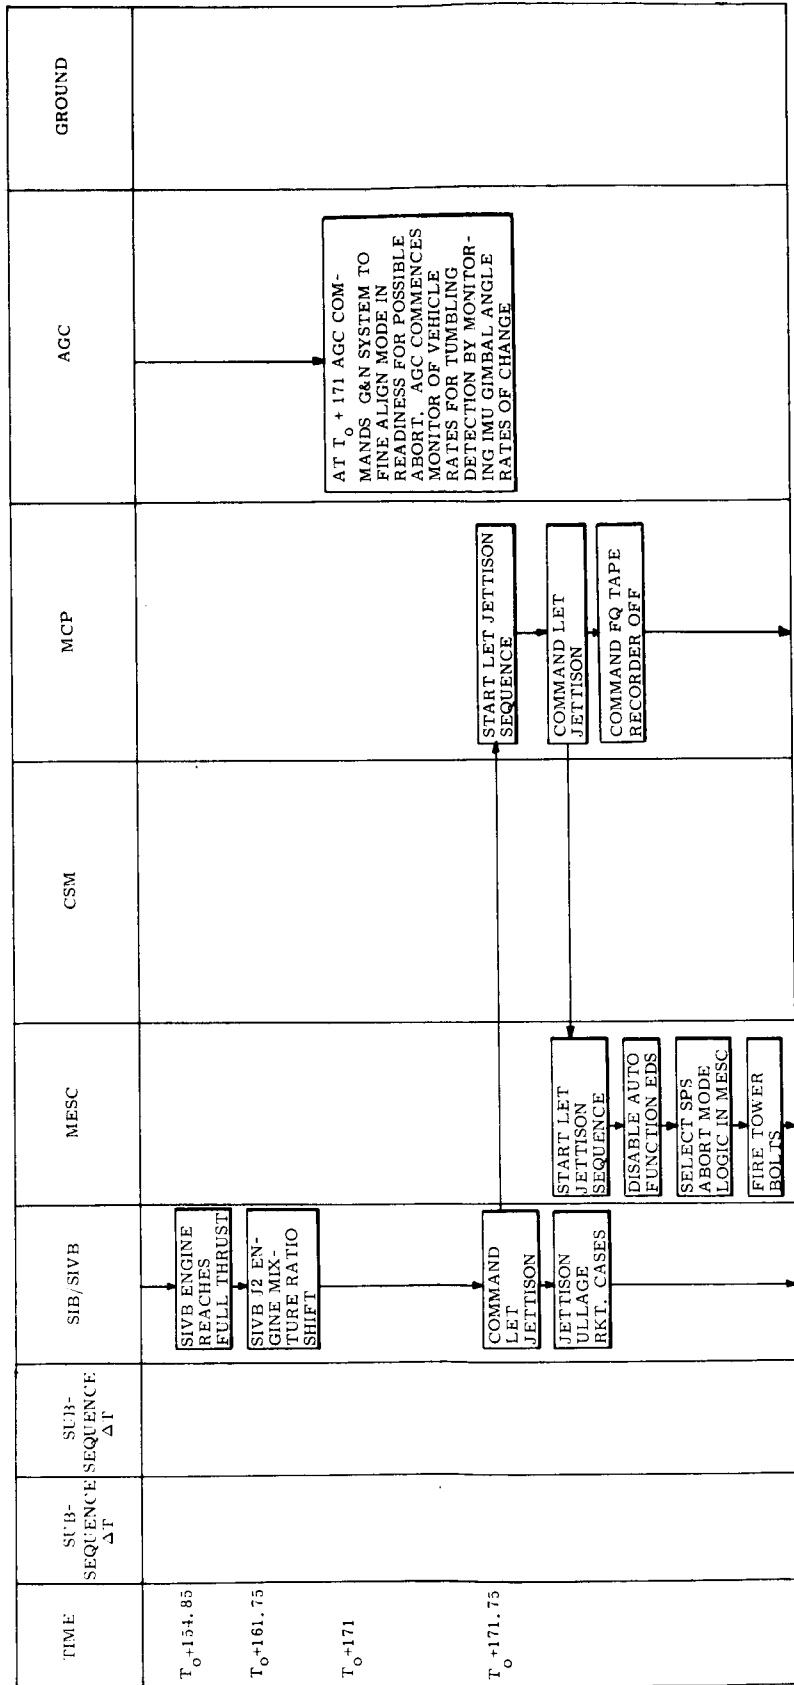 TIME
SUB-
SEQUENCE
ΔT
SUB-
SEQUENCE
ΔT
SIB/SIVB
MESC
CSM
MCP
AGC
GROUND
T₀+154.85
T₀+161.75
T₀+171
T₀+171.75
SIVB ENGINE
REACHES
FULL THRUST
SIVB J2 EN-
GINE MIX-
TURE RATIO
SHIFT
COMMAND
LET
JETTISON
JETTISON
ULLAGE
RKT. CASES
START LET
JETTISON
SEQUENCE
DISABLE AUTO
FUNCTION EDS
SELECT SPS
ABORT MODE
LOGIC IN MESC
FIRE TOWER
BOLTS
START LET JETTISON
SEQUENCE
COMMAND LET
JETTISON
COMMAND FQ TAPE
RECORDER OFF
AT T₀ + 171 AGC COM-
MANDS G&N SYSTEM TO
FINE ALIGN MODE IN
READINESS FOR POSSIBLE
ABORT. AGC COMMENCES
MONITOR OF VEHICLE
RATES FOR TUMBLING
DETECTION BY MONITOR-
ING IMU GIMBAL ANGLE
RATES OF CHANGE